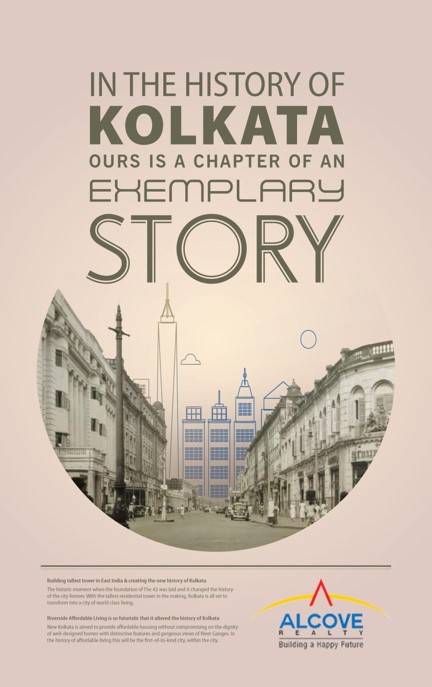 IN THE HISTORY OF
KOLKATA
OURS IS A CHAPTER OF AN
EXEMPLARY
STORY
Building tallest tower in East India & creating the new history of Kolkata
The historic moment when the foundation of The 42 was laid and it changed the history
of the city forever. With the tallest residential tower in the making, Kolkata is all set to
transform into a city of world class living.
Riverside Affordable Living is so futuristic that it altered the history of Kolkata
New Kolkata is aimed to provide affordable housing without compromising on the dignity
of well-designed homes with distinctive features and gorgeous views of River Ganges. In
the history of affordable living this will be the first-of-its-kind city, within the city.
ALCOVE
REALTY
Building a Happy Future